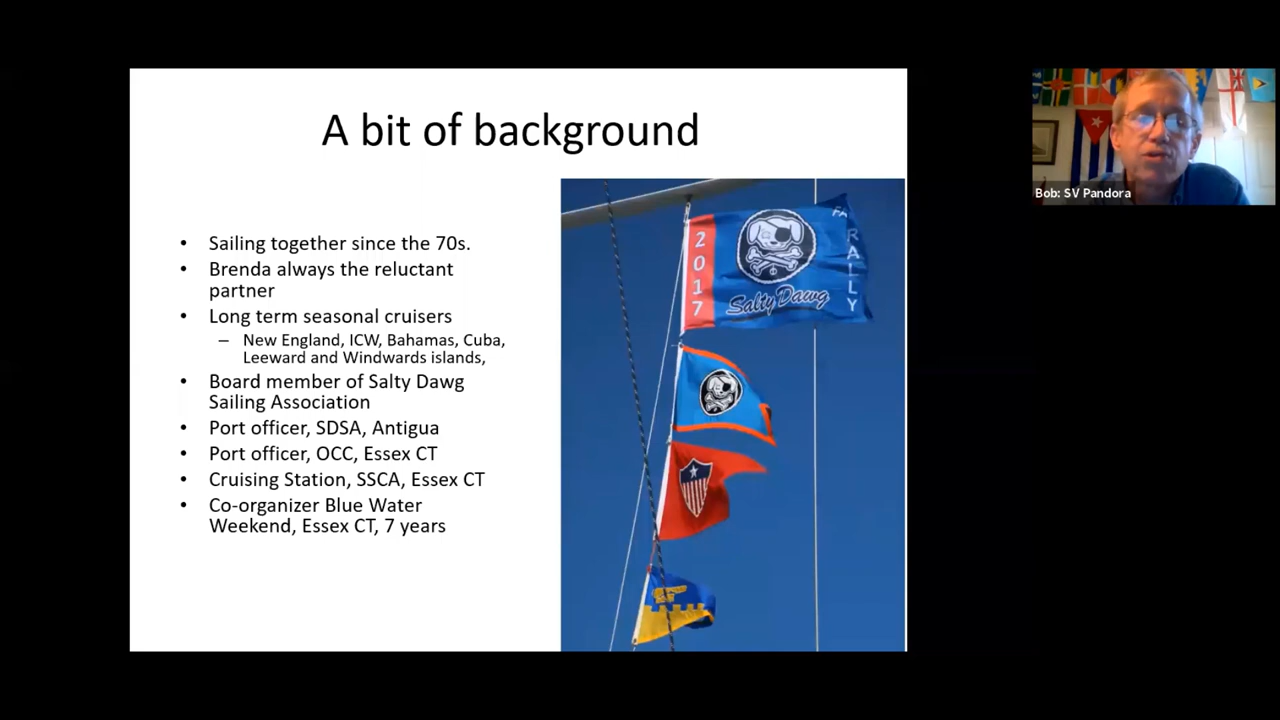 A bit of background
• Sailing together since the 70s.
• Brenda always the reluctant
partner
• Long term seasonal cruisers
– New England, ICW, Bahamas, Cuba,
Leeward and Windwards islands,
• Board member of Salty Dawg
Sailing Association
• Port officer, SDSA, Antigua
• Port officer, OCC, Essex CT
• Cruising Station, SSCA, Essex CT
• Co-organizer Blue Water
Weekend, Essex CT, 7 years
2017
Salty Dawg
RALLY
Bob: SV Pandora